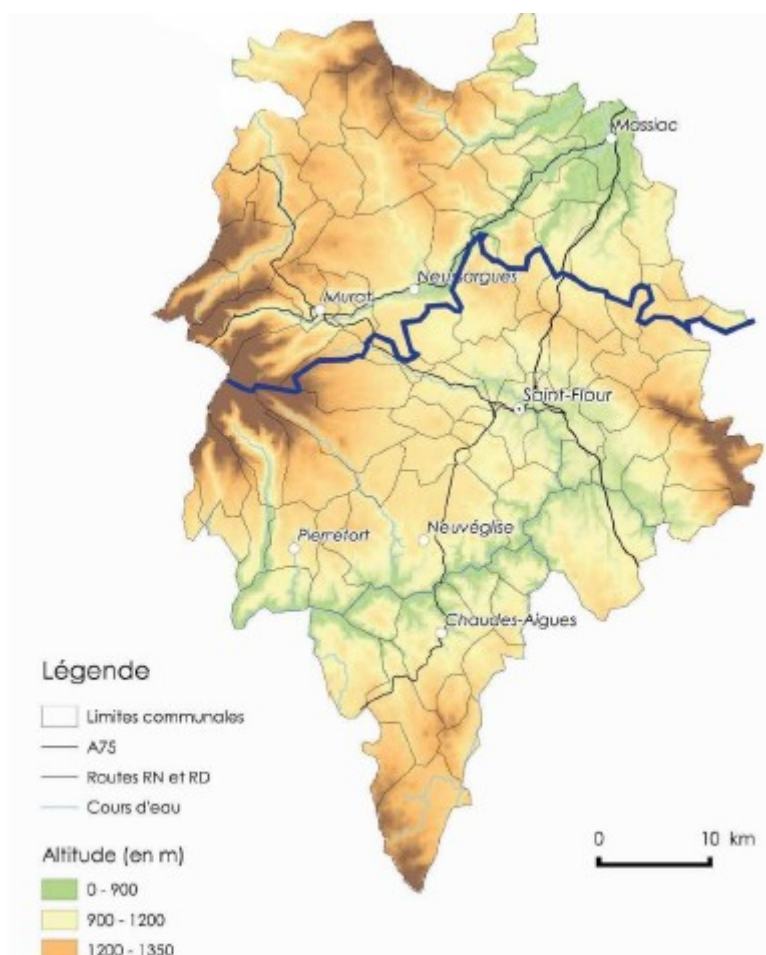 Massiac
Neussargues
Murat
Saint-Flour
Pierrefort
Neuvéglise
Chaudes-Aigues
Légende
Limites communales
A75
Routes RN et RD
Cours d'eau
0 10 km
Altitude (en m)
0 - 900
900 - 1200
1200 - 1350